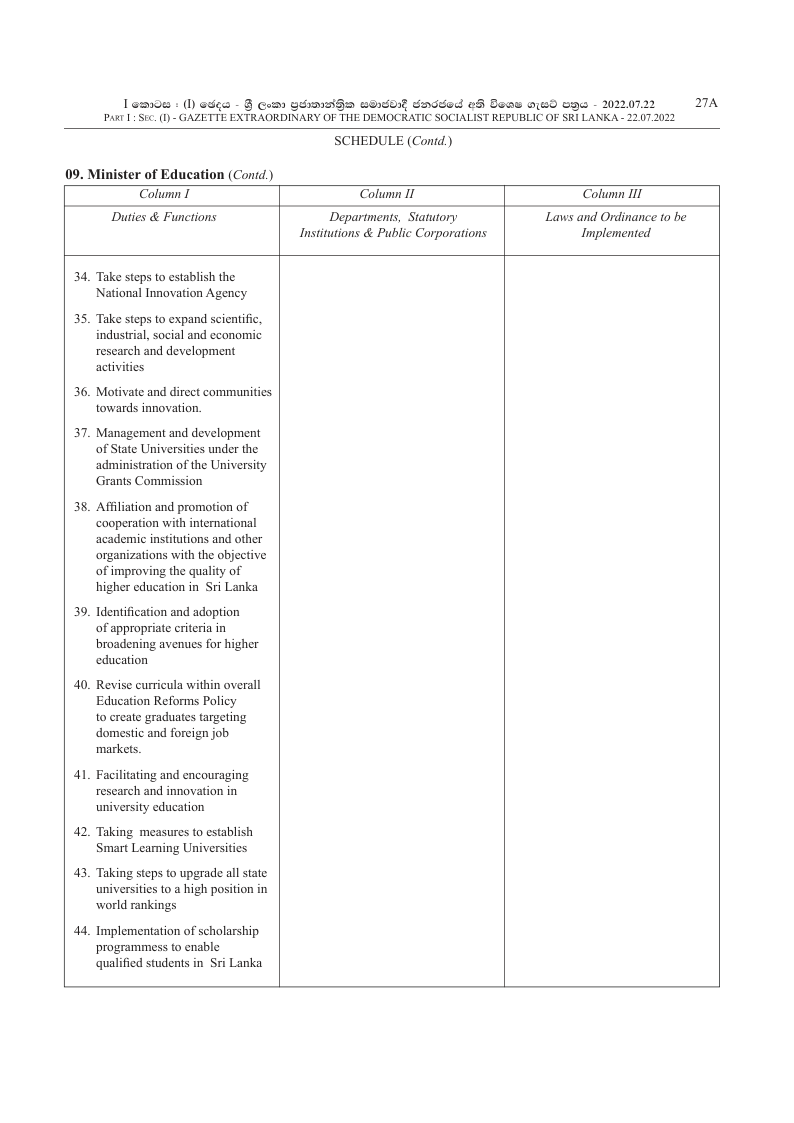 I කොටස : (I) ඡෙදය - ශ්‍රී ලංකා ප්‍රජාතාන්ත්‍රික සමාජවාදී ජනරජයේ අති විශෙෂ ගැසට් පත්‍රය - 2022.07.22
27A
PART I : SEC. (I) - GAZETTE EXTRAORDINARY OF THE DEMOCRATIC SOCIALIST REPUBLIC OF SRI LANKA - 22.07.2022
SCHEDULE (Contd.)
09. Minister of Education (Contd.)
Column I
Column II
Column III
Duties & Functions
Departments, Statutory
Institutions & Public Corporations
Laws and Ordinance to be
Implemented
34. Take steps to establish the
National Innovation Agency
35. Take steps to expand scientific,
industrial, social and economic
research and development
activities
36. Motivate and direct communities
towards innovation.
37. Management and development
of State Universities under the
administration of the University
Grants Commission
38. Affiliation and promotion of
cooperation with international
academic institutions and other
organizations with the objective
of improving the quality of
higher education in Sri Lanka
39. Identification and adoption
of appropriate criteria in
broadening avenues for higher
education
40. Revise curricula within overall
Education Reforms Policy
to create graduates targeting
domestic and foreign job
markets.
41. Facilitating and encouraging
research and innovation in
university education
42. Taking measures to establish
Smart Learning Universities
43. Taking steps to upgrade all state
universities to a high position in
world rankings
44. Implementation of scholarship
programmess to enable
qualified students in Sri Lanka